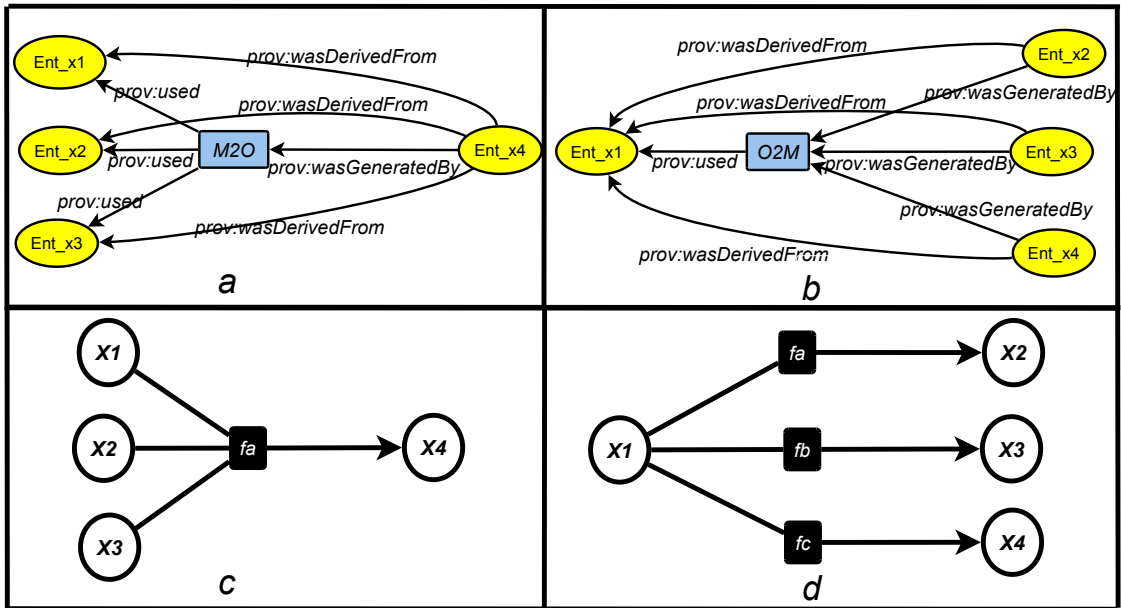 Ent_x1
prov:wasDerivedFrom
prov:used
prov:wasDerivedFrom
Ent_x2
prov:used
M2O
Ent_x4
prov:wasGeneratedBy
prov:used
Ent_x3
prov:wasDerivedFrom
a
prov:wasDerivedFrom
Ent_x2
prov:wasGeneratedBy
prov:wasDerivedFrom
Ent_x1
prov:used
O2M
Ent_x3
prov:wasGeneratedBy
prov:wasGeneratedBy
prov:wasDerivedFrom
Ent_x4
b
X1
X2
fa
X4
X3
c
fa
X2
X1
fb
X3
fc
X4
d